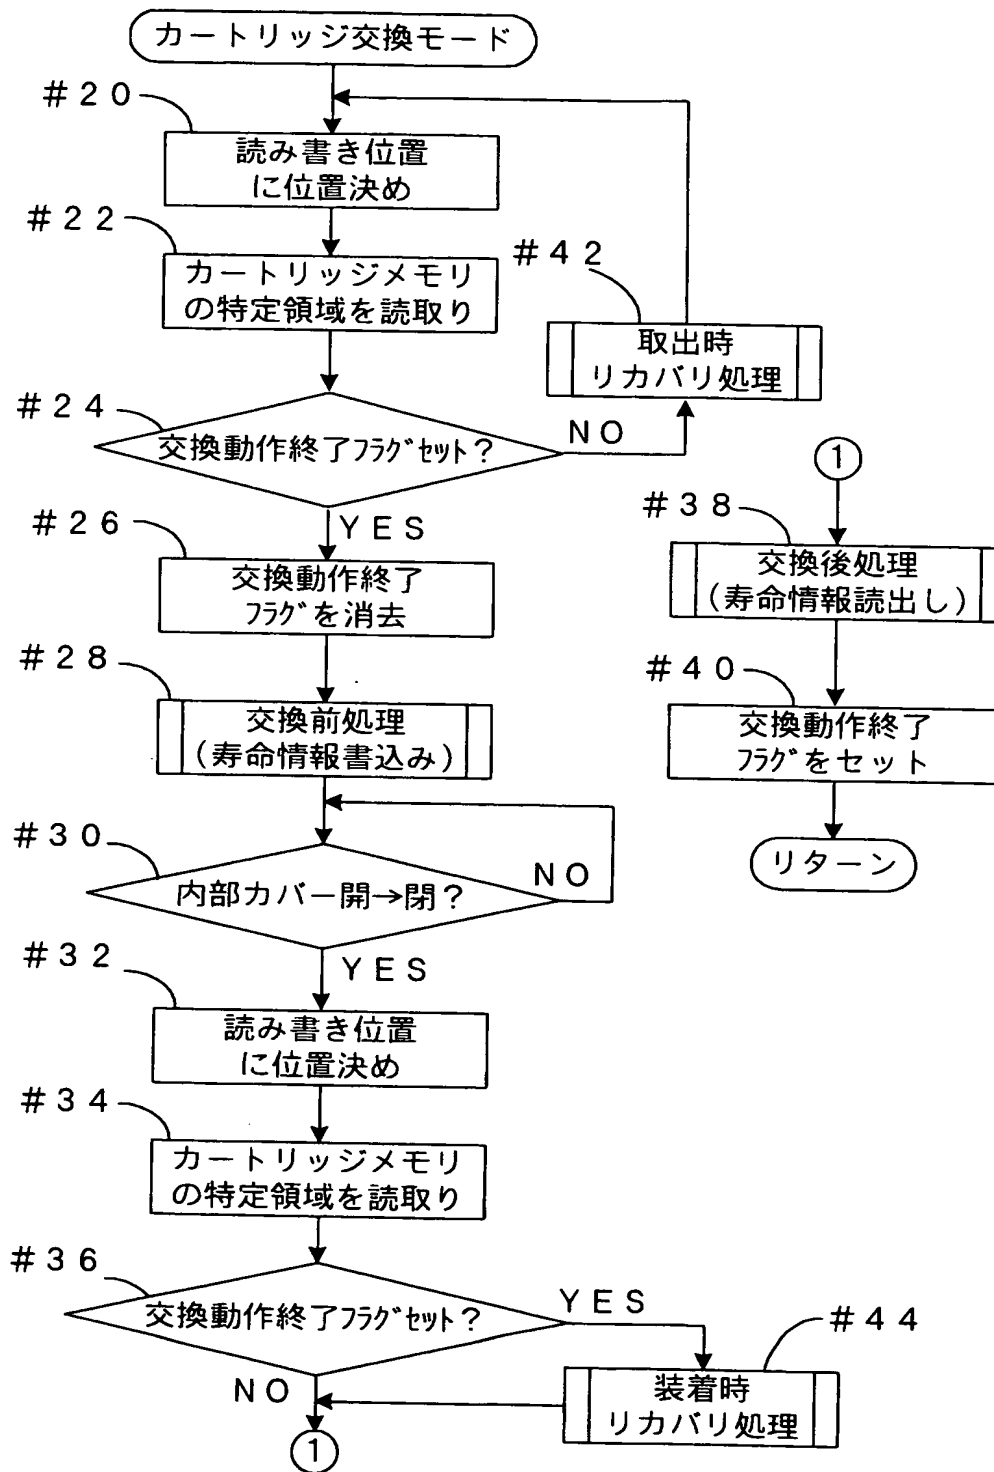 カートリッジ交換モード
#20
読み書き位置
に位置決め
#22
カートリッジメモリ
の特定領域を読取り
#42
取出時
リカバリ処理
#24
交換動作終了フラグセット?
NO
YES
#26
交換動作終了
フラグを消去
#28
交換前処理
(寿命情報書込み)
#30
内部カバー開→閉?
NO
YES
#32
読み書き位置
に位置決め
#34
カートリッジメモリ
の特定領域を読取り
#36
交換動作終了フラグセット?
YES
#44
装着時
リカバリ処理
NO
1
1
#38
交換後処理
(寿命情報読出し)
#40
交換動作終了
フラグをセット
リターン